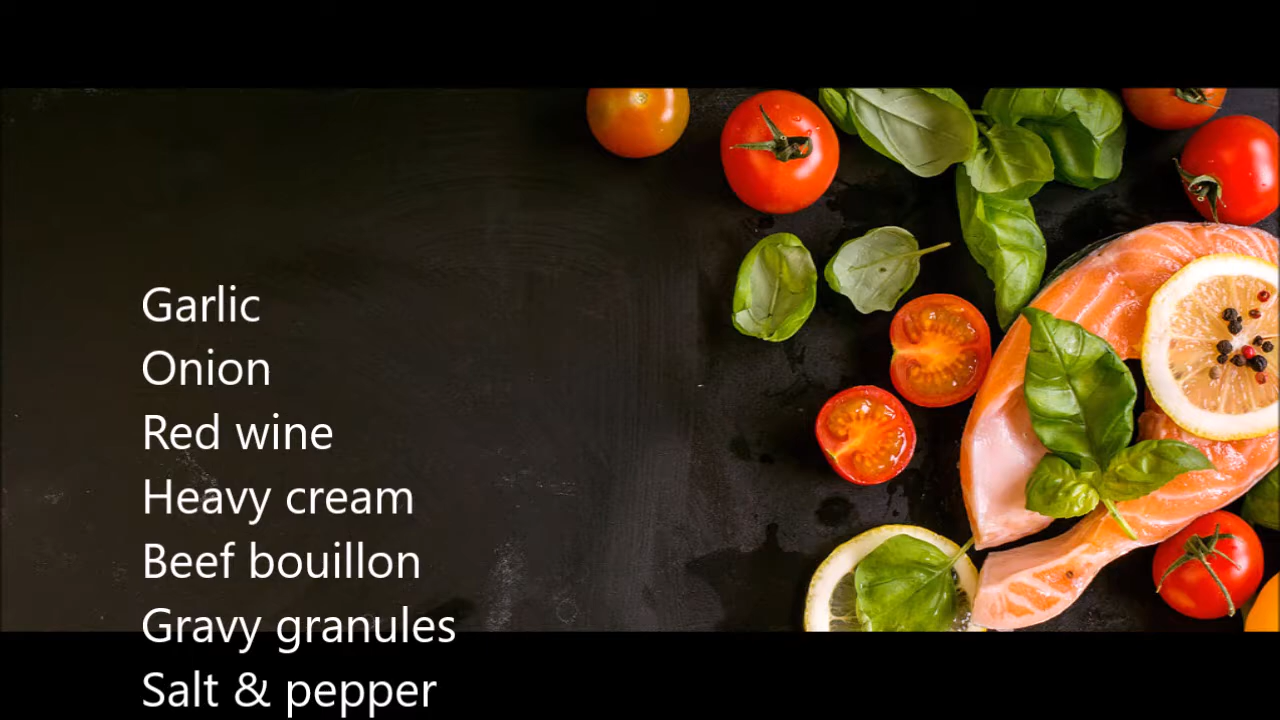 Garlic
Onion
Red wine
Heavy cream
Beef bouillon
Gravy granules
Salt & pepper